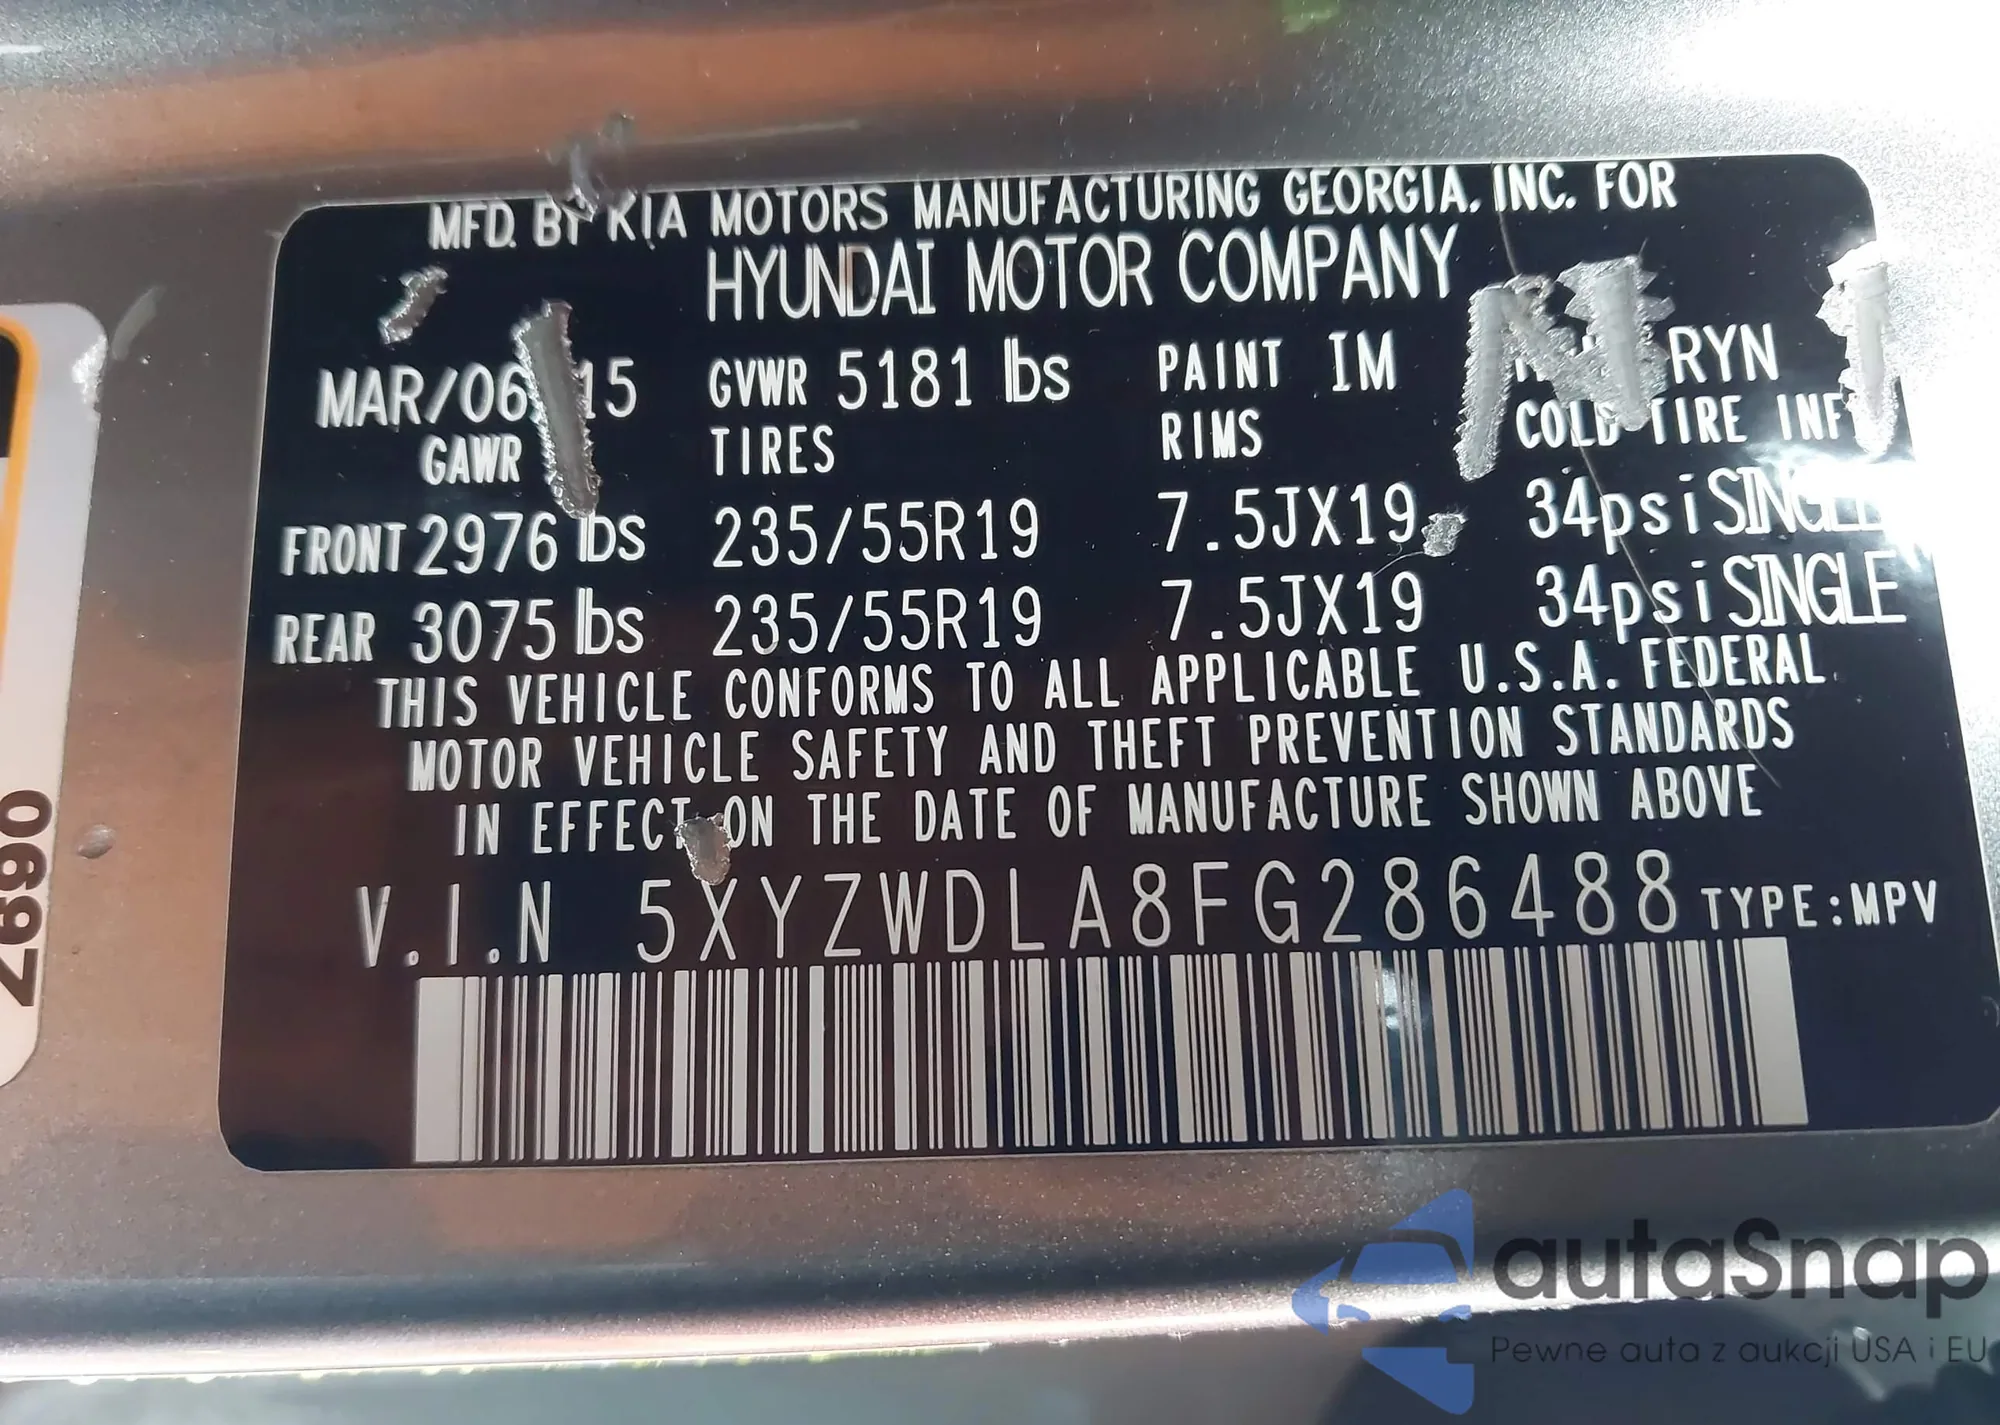 MFD. BY KIA MOTORS MANUFACTURING GEORGIA, INC. FOR
HYUNDAI MOTOR COMPANY
MAR/06 15 GVWR 5181 lbs PAINT IM RYN
GAWR TIRES RIMS COLD TIRE INF
FRONT 2976 lbs 235/55R19 7.5JX19 34psi SINGLE
REAR 3075 lbs 235/55R19 7.5JX19 34psi SINGLE
THIS VEHICLE CONFORMS TO ALL APPLICABLE U.S.A. FEDERAL
MOTOR VEHICLE SAFETY AND THEFT PREVENTION STANDARDS
IN EFFECT ON THE DATE OF MANUFACTURE SHOWN ABOVE
V.I.N 5XYZWDLA8FG286488 TYPE:MPV
Z690
autaSnap
Pewne auta z aukcji USA i EU